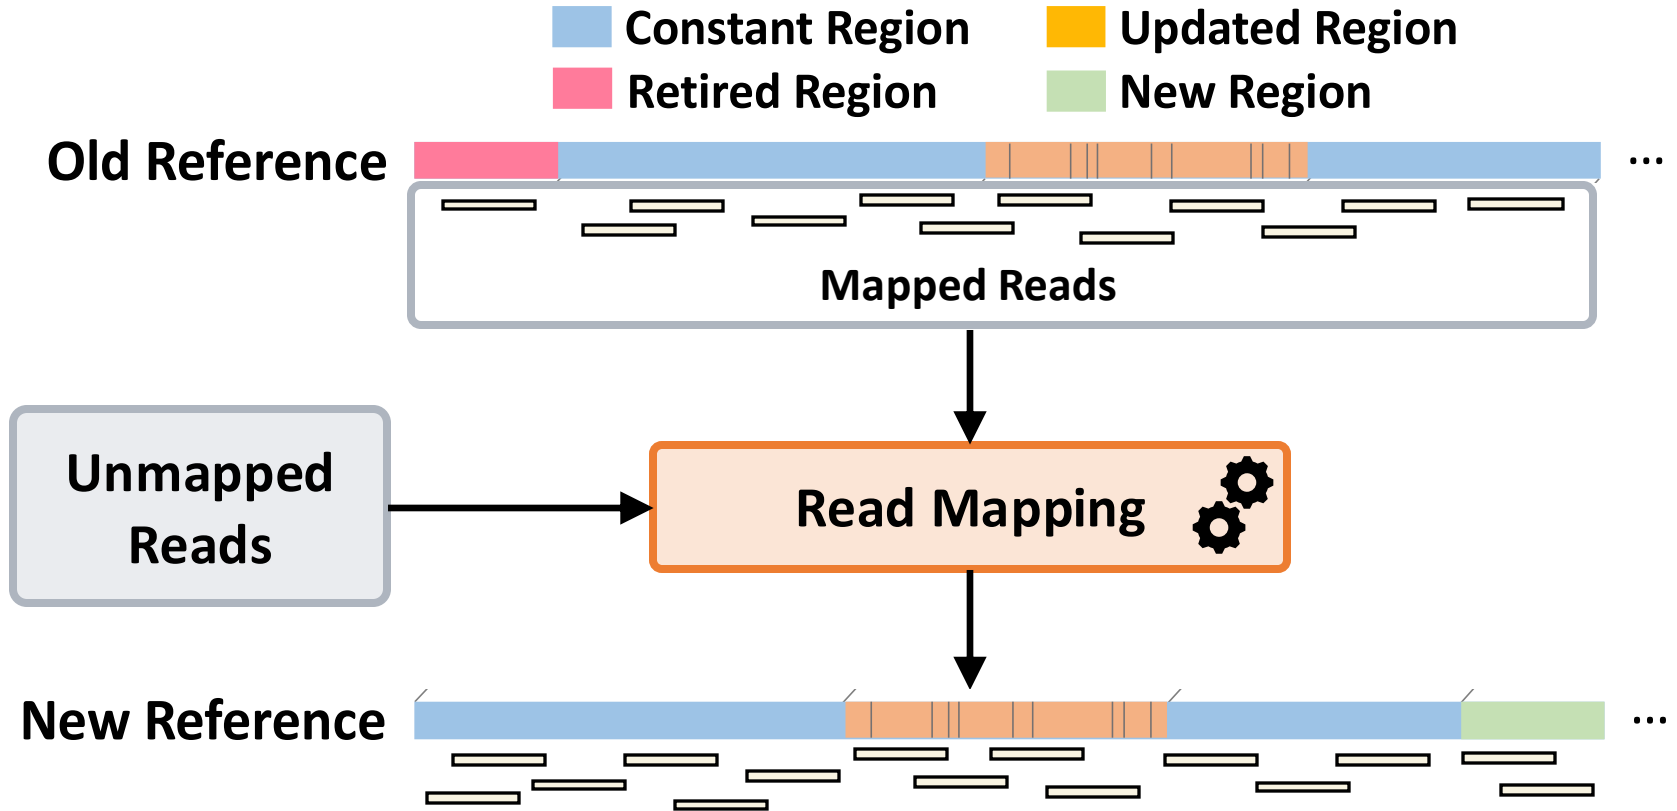 Constant Region
Updated Region
Retired Region
New Region
Old Reference
...
Mapped Reads
Unmapped
Reads
Read Mapping
New Reference
...